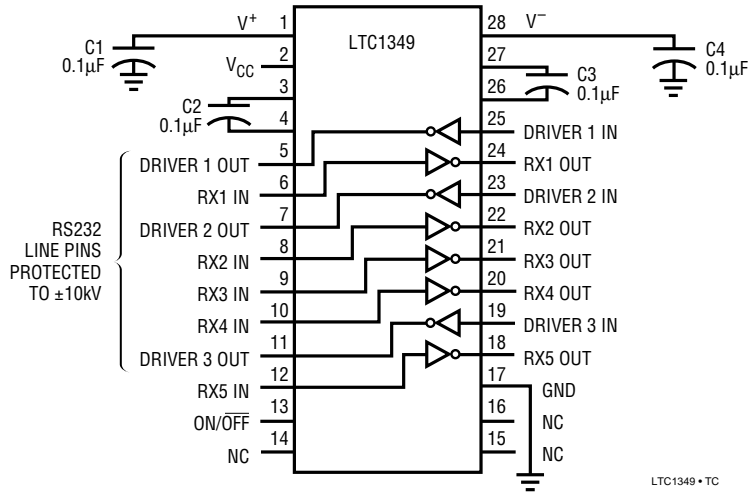 LTC1349
V+ 1
C1
0.1µF
2
VCC
3
C2
0.1µF
4
5
DRIVER 1 OUT
6
RX1 IN
7
DRIVER 2 OUT
8
RX2 IN
9
RX3 IN
10
RX4 IN
11
DRIVER 3 OUT
12
RX5 IN
13
ON/OFF
14
NC
RS232
LINE PINS
PROTECTED
TO ±10kV
28 V−
C4
0.1µF
27
C3
0.1µF
26
25
DRIVER 1 IN
24
RX1 OUT
23
DRIVER 2 IN
22
RX2 OUT
21
RX3 OUT
20
RX4 OUT
19
DRIVER 3 IN
18
RX5 OUT
17
GND
16
NC
15
NC
LTC1349 • TC